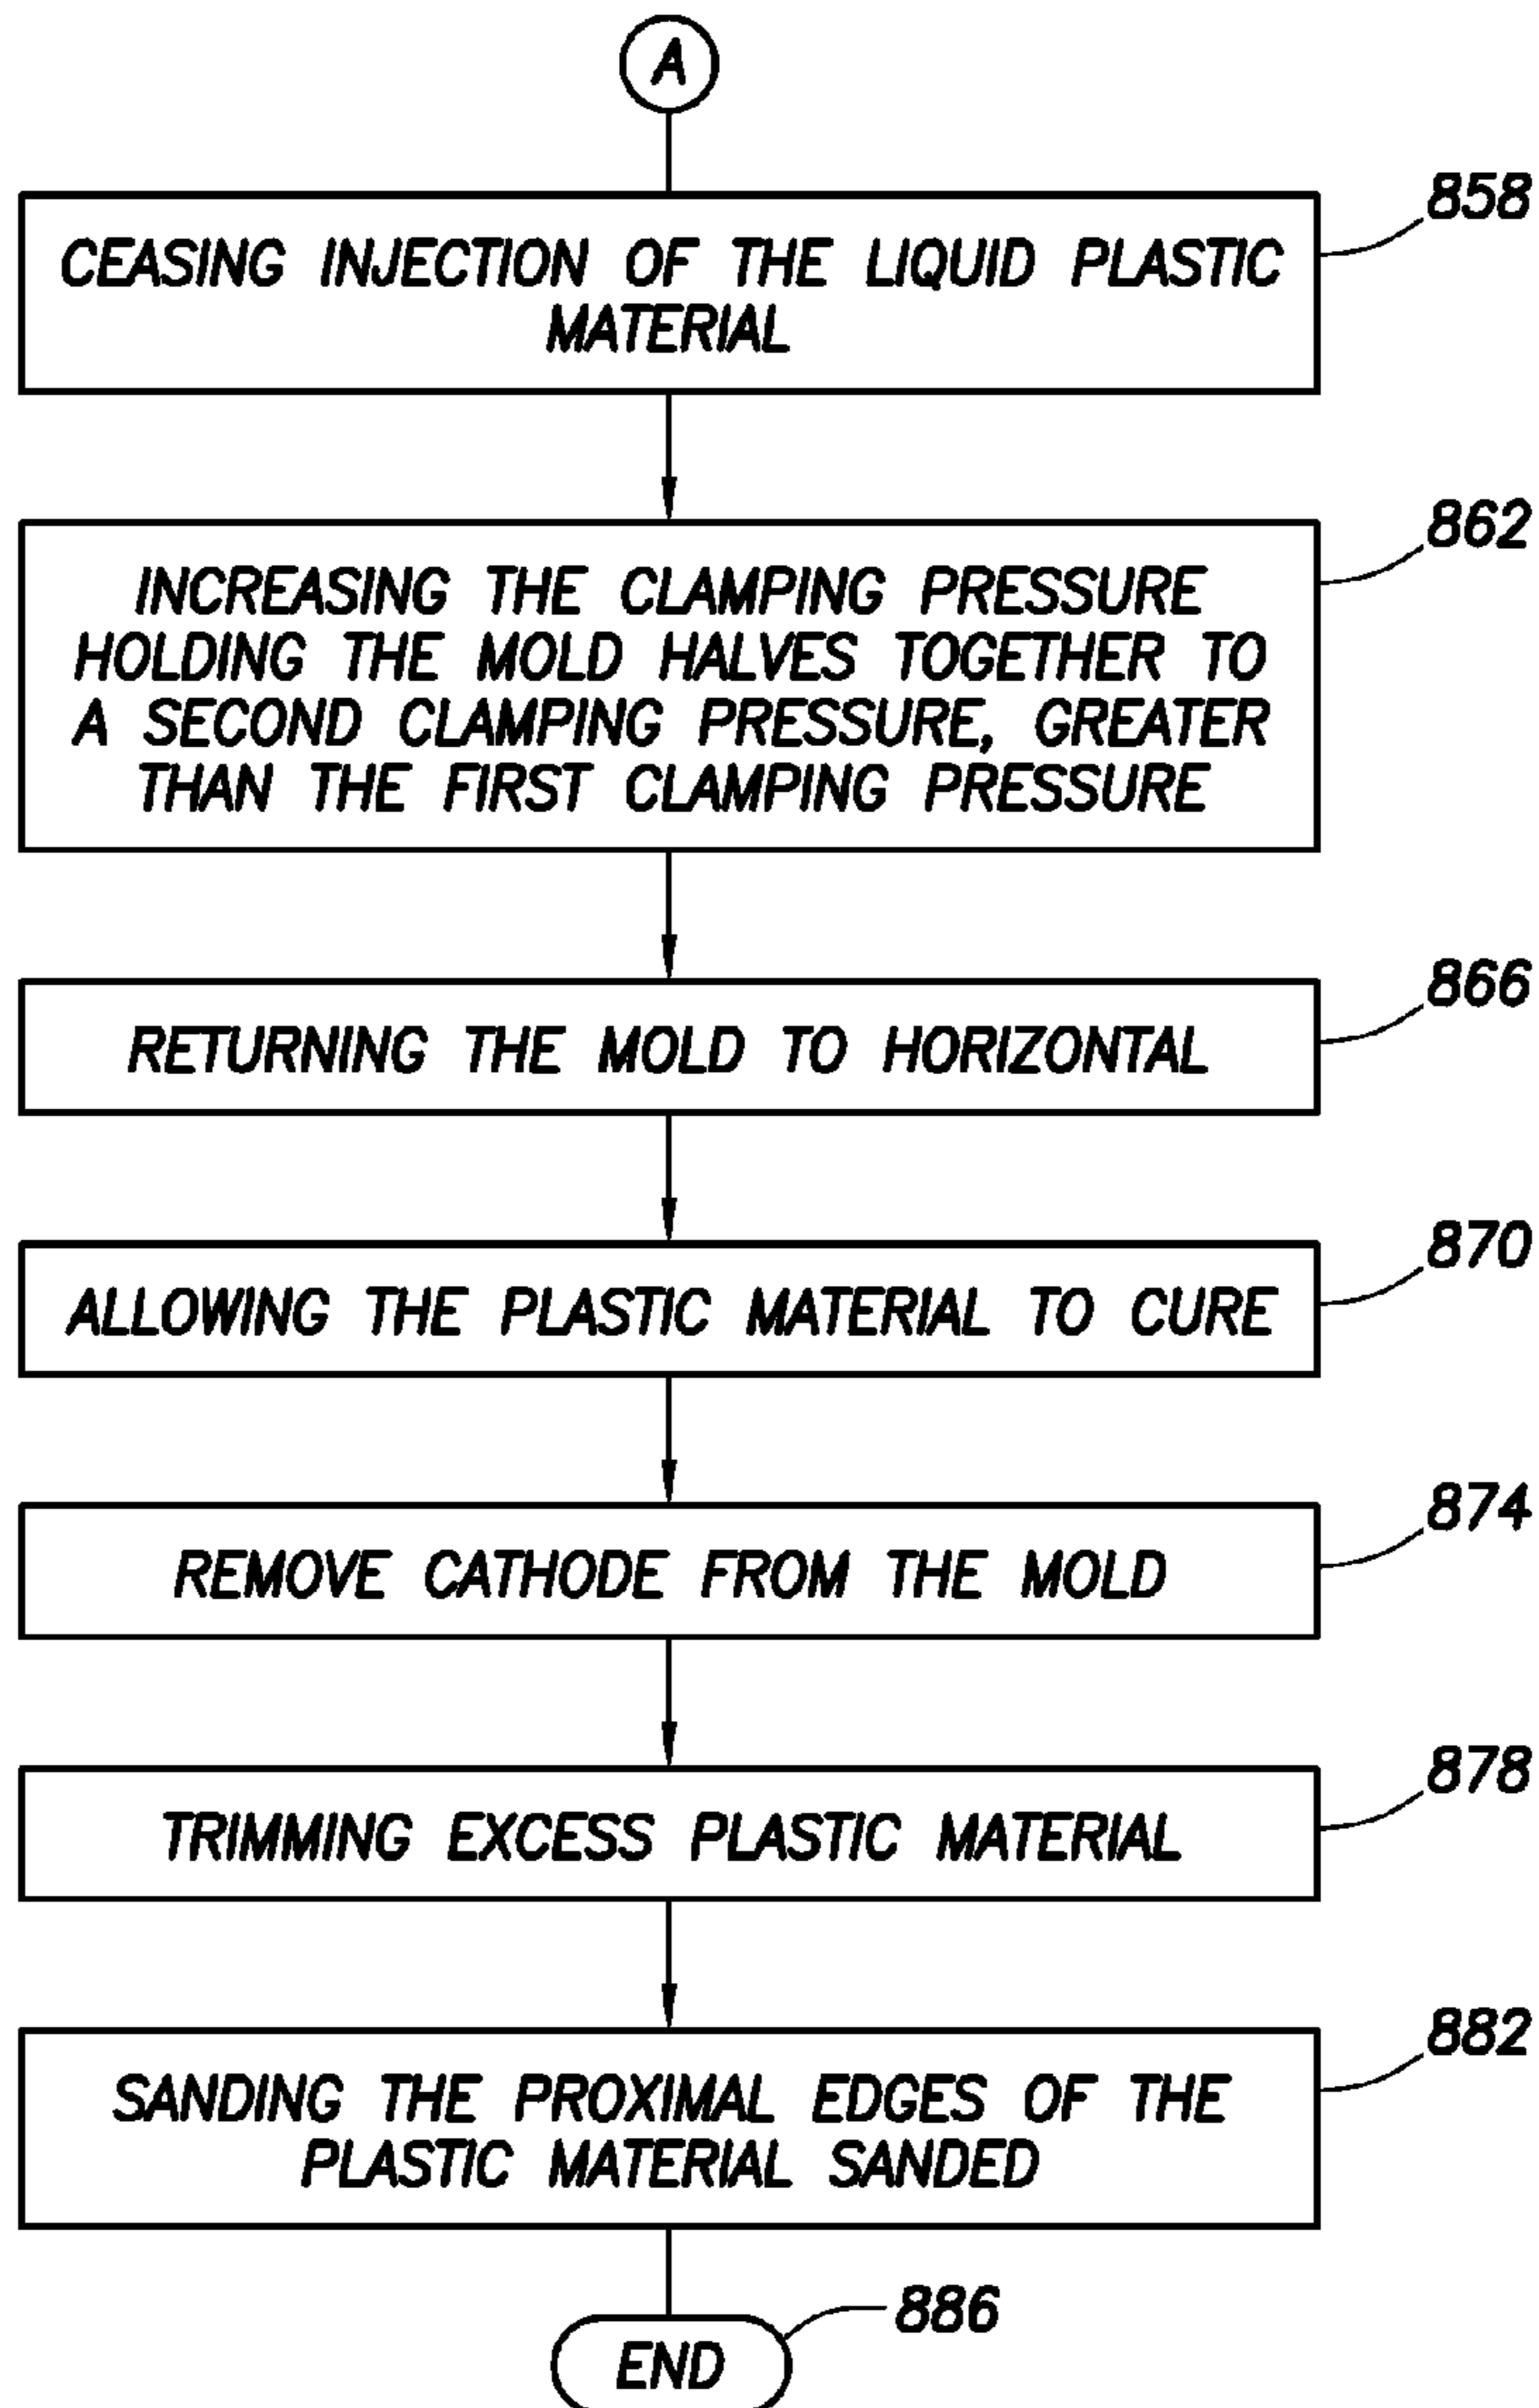 A
858
CEASING INJECTION OF THE LIQUID PLASTIC
MATERIAL
862
INCREASING THE CLAMPING PRESSURE
HOLDING THE MOLD HALVES TOGETHER TO
A SECOND CLAMPING PRESSURE, GREATER
THAN THE FIRST CLAMPING PRESSURE
866
RETURNING THE MOLD TO HORIZONTAL
870
ALLOWING THE PLASTIC MATERIAL TO CURE
874
REMOVE CATHODE FROM THE MOLD
878
TRIMMING EXCESS PLASTIC MATERIAL
882
SANDING THE PROXIMAL EDGES OF THE
PLASTIC MATERIAL SANDED
886
END